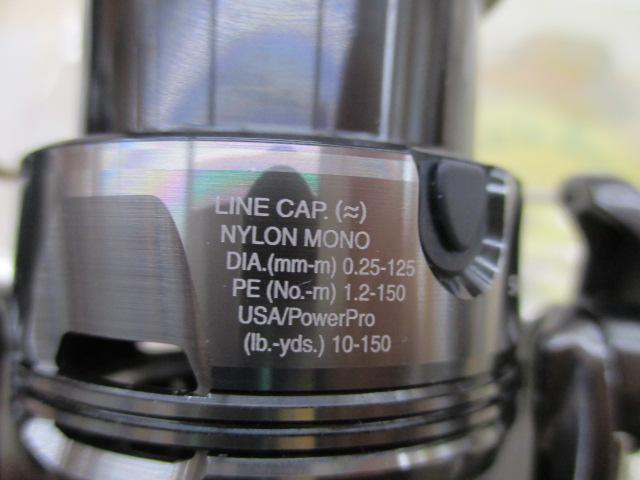 LINE CAP. (≈)
NYLON MONO
DIA.(mm-m) 0.25-125
PE (No.-m) 1.2-150
USA/PowerPro
(lb.-yds.) 10-150